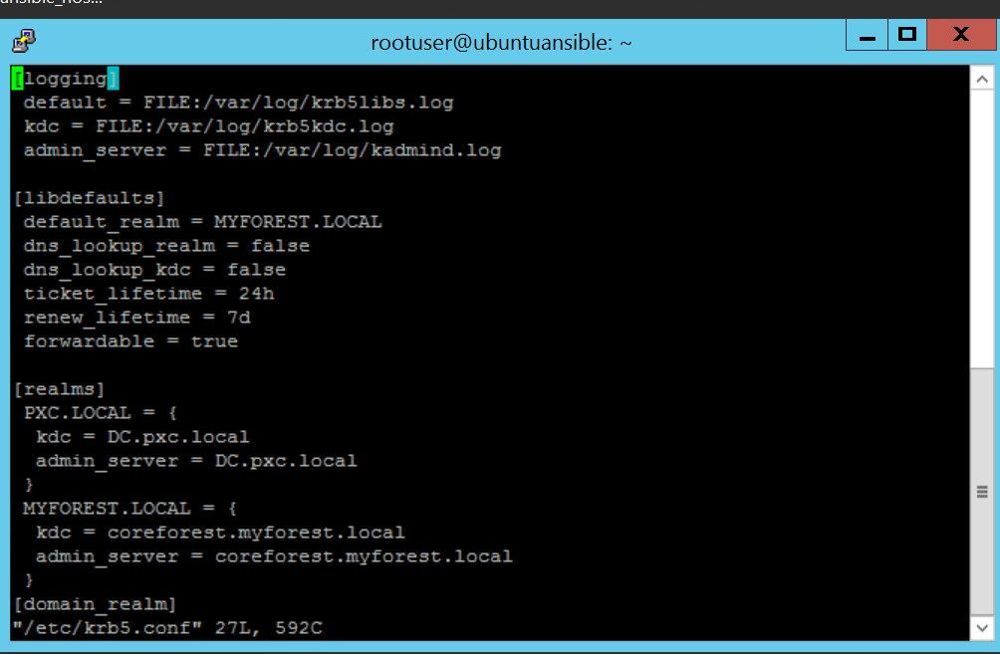 rootuser@ubuntuansible: ~
[logging]
default = FILE:/var/log/krb5libs.log
kdc = FILE:/var/log/krb5kdc.log
admin_server = FILE:/var/log/kadmind.log
[libdefaults]
default_realm = MYFOREST.LOCAL
dns_lookup_realm = false
dns_lookup_kdc = false
ticket_lifetime = 24h
renew_lifetime = 7d
forwardable = true
[realms]
PXC.LOCAL = {
kdc = DC.pxc.local
admin_server = DC.pxc.local
}
MYFOREST.LOCAL = {
kdc = coreforest.myforest.local
admin_server = coreforest.myforest.local
}
[domain_realm]
"/etc/krb5.conf" 27L, 592C